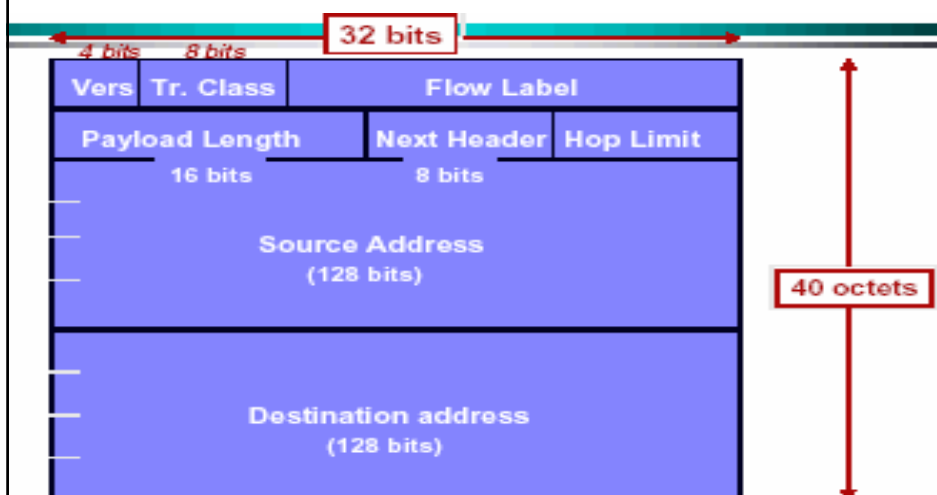 32 bits
4 bits 8 bits
Vers Tr. Class Flow Label
Payload Length Next Header Hop Limit
16 bits 8 bits
Source Address
(128 bits)
40 octets
Destination address
(128 bits)